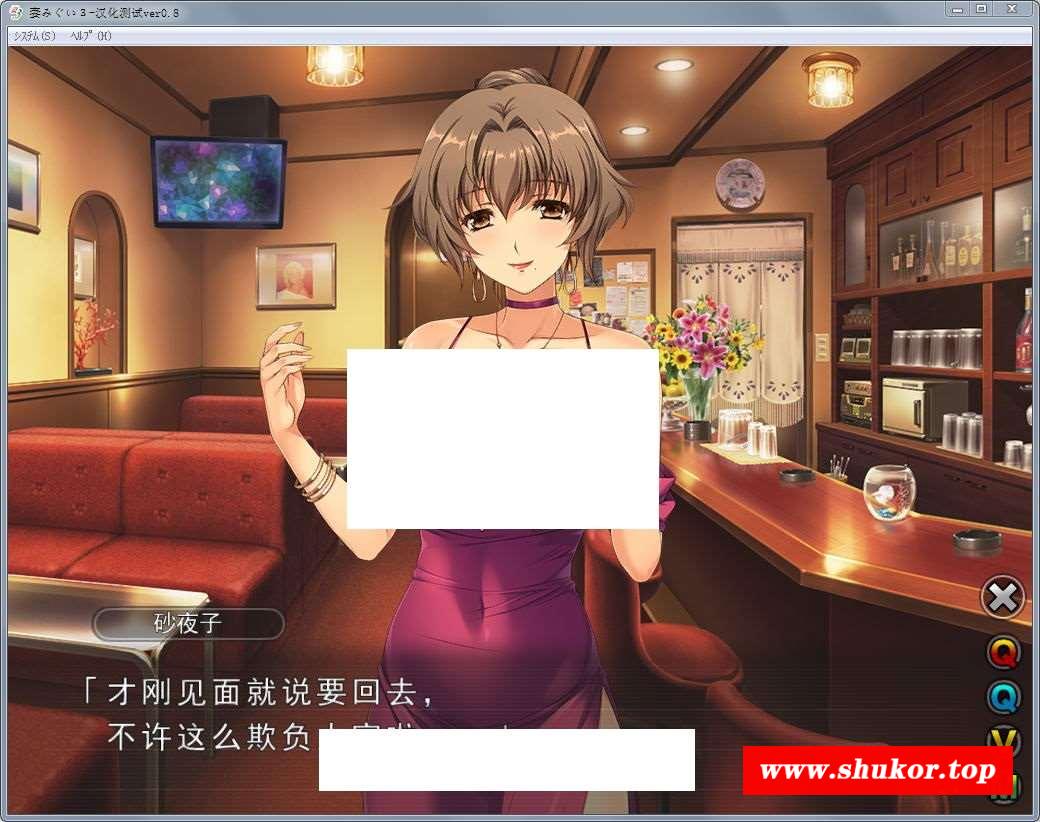 妻みぐい３-汉化测试ver0.8
システム(S) ヘルプ(H)
砂夜子
「才刚见面就说要回去，
不许这么欺负
Q
Q
V
M
www.shukor.top